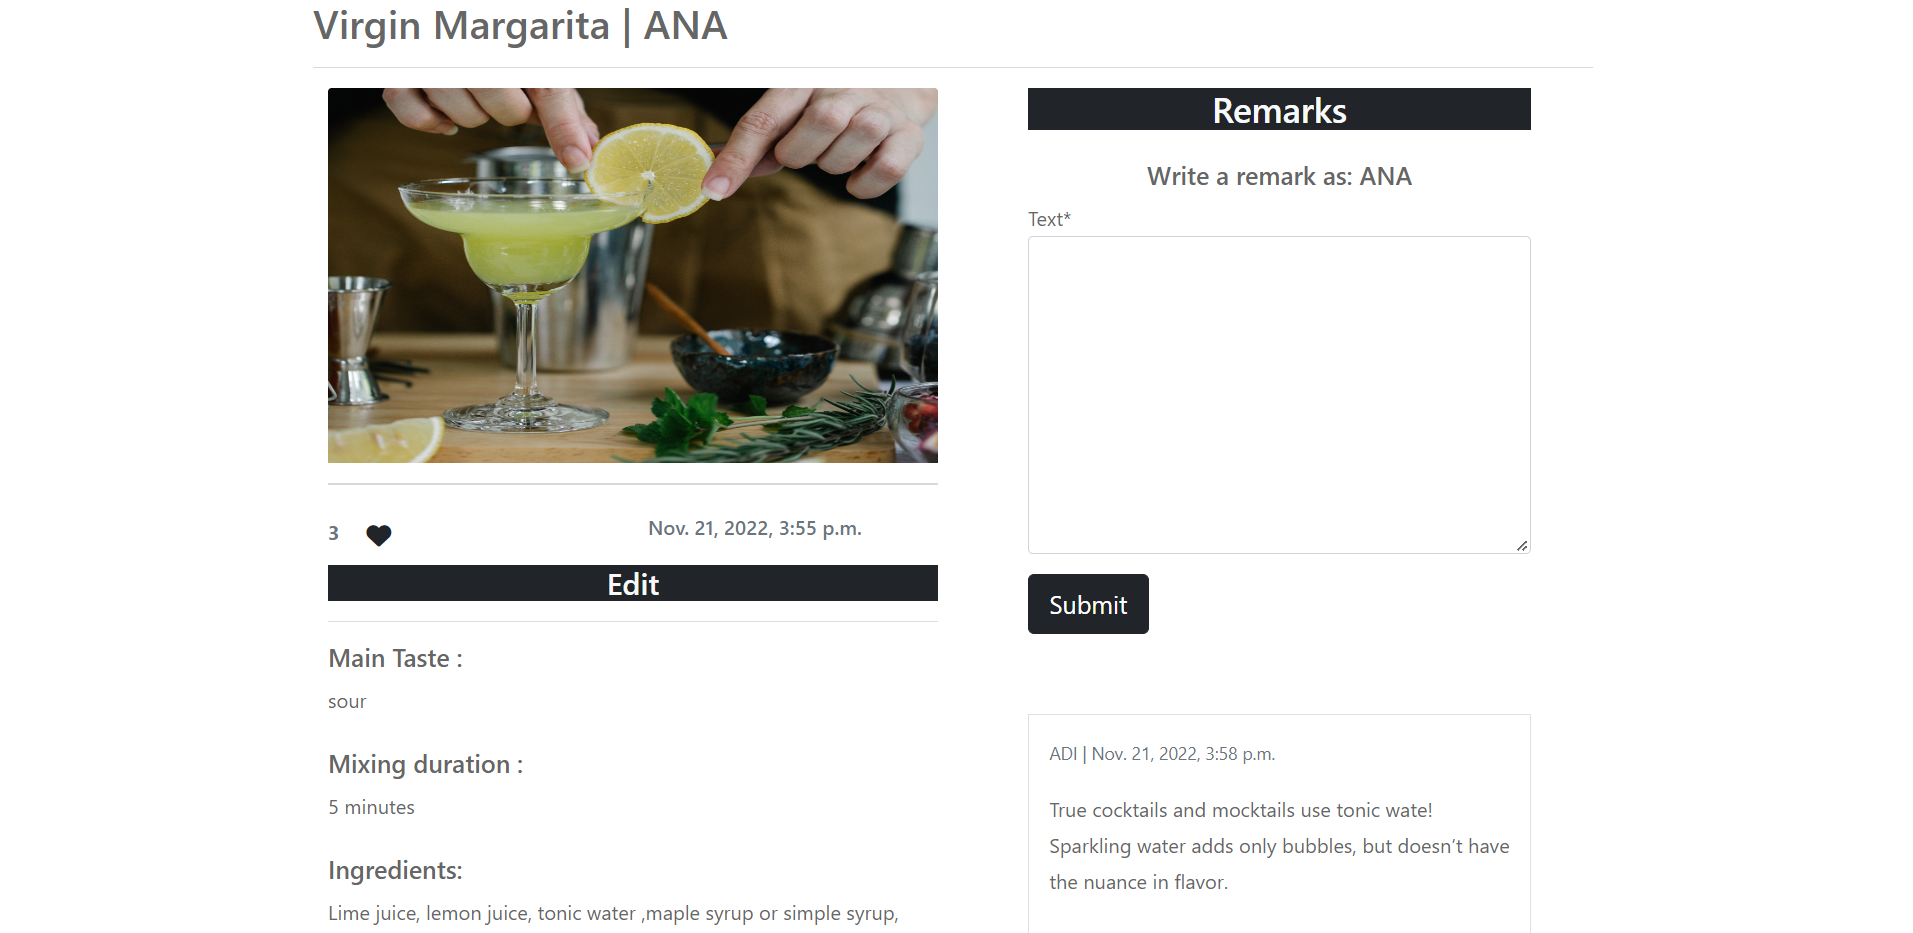 Virgin Margarita | ANA
3
Nov. 21, 2022, 3:55 p.m.
Edit
Main Taste :
sour
Mixing duration :
5 minutes
Ingredients:
Lime juice, lemon juice, tonic water ,maple syrup or simple syrup,
Remarks
Write a remark as: ANA
Text*
Submit
ADI | Nov. 21, 2022, 3:58 p.m.
True cocktails and mocktails use tonic wate!
Sparkling water adds only bubbles, but doesn’t have
the nuance in flavor.